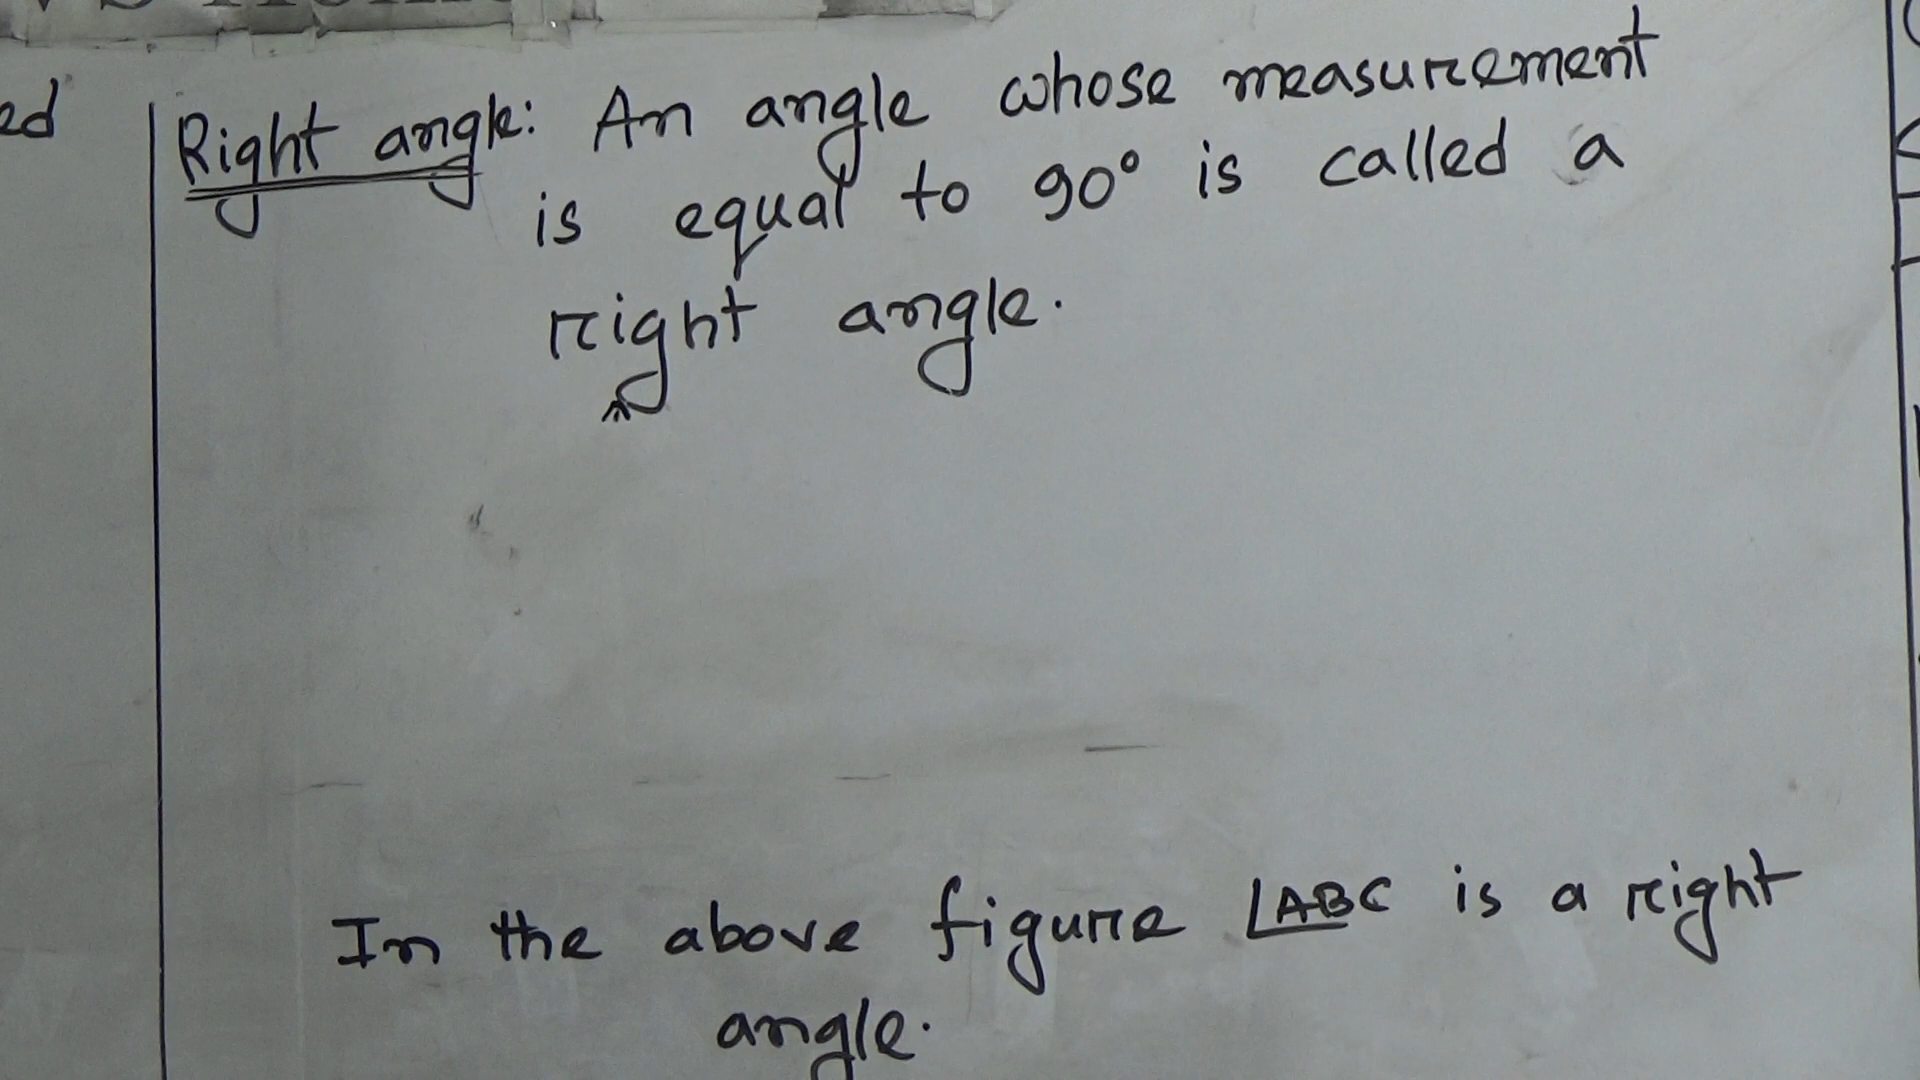 ed
Right angle: An angle whose measurement
is equal to 90° is called a
right angle.
In the above figure ∠ABC is a right
angle.